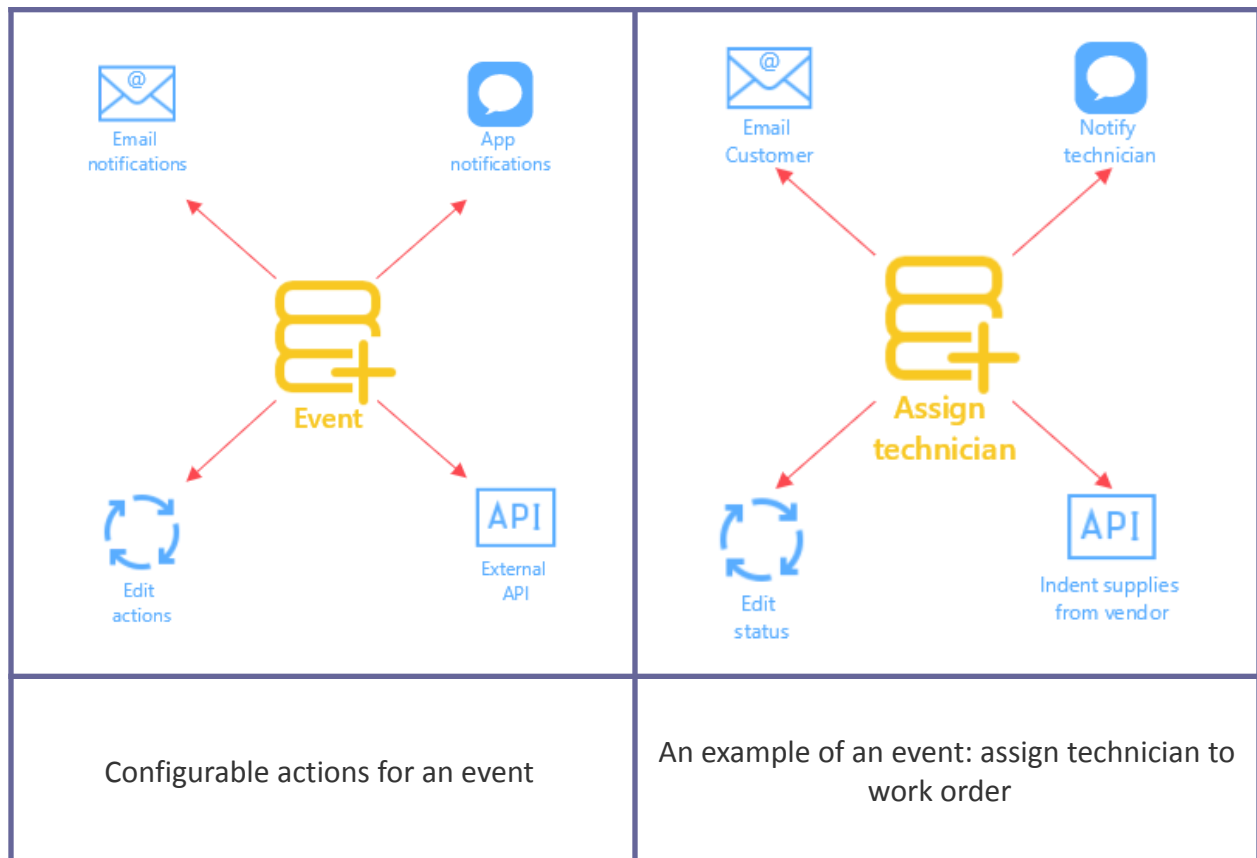 @
Email
notifications
App
notifications
Event
Edit
actions
API
External
API
@
Email
Customer
Notify
technician
Assign
technician
Edit
status
API
Indent supplies
from vendor
Configurable actions for an event
An example of an event: assign technician to
work order